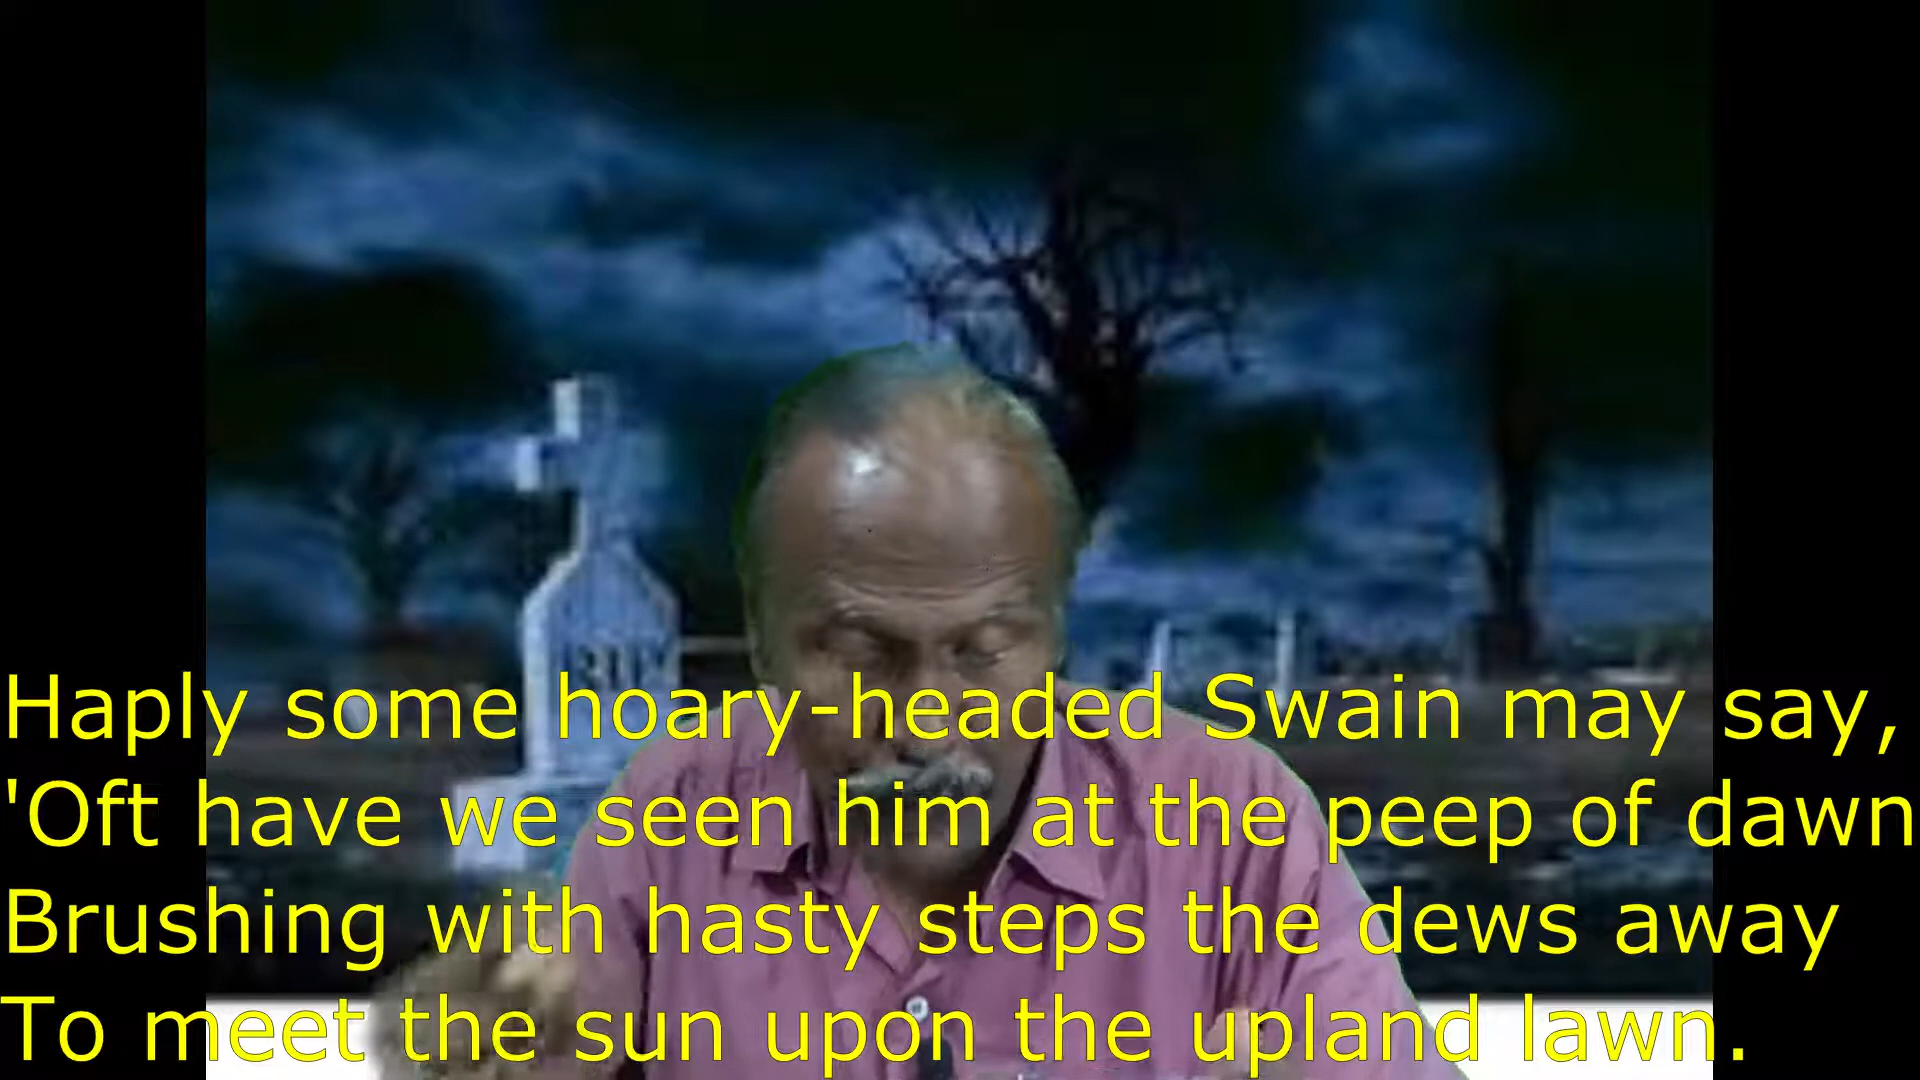 RIP
Haply some hoary-headed Swain may say,
'Oft have we seen him at the peep of dawn
Brushing with hasty steps the dews away
To meet the sun upon the upland lawn.